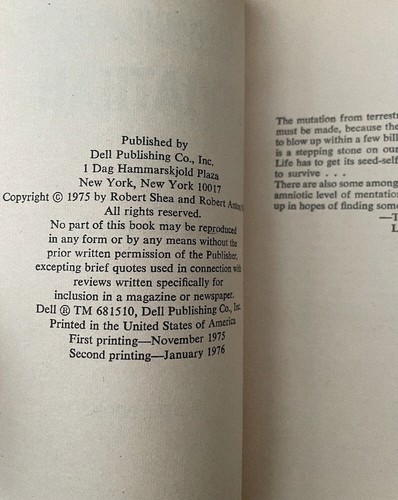 Published by
Dell Publishing Co., Inc.
1 Dag Hammarskjold Plaza
New York, New York 10017
Copyright © 1975 by Robert Shea and Robert Anton
All rights reserved.
No part of this book may be reproduced
in any form or by any means without the
prior written permission of the Publisher,
excepting brief quotes used in connection with
reviews written specifically for
inclusion in a magazine or newspaper.
Dell ® TM 681510, Dell Publishing Co., Inc.
Printed in the United States of America
First printing—November 1975
Second printing—January 1976
The mutation from terrest
must be made, because the
to blow up within a few bill
is a stepping stone on our
Life has to get its seed-self
to survive . . .
There are also some among
amniotic level of mentation
up in hopes of finding some
—T
L